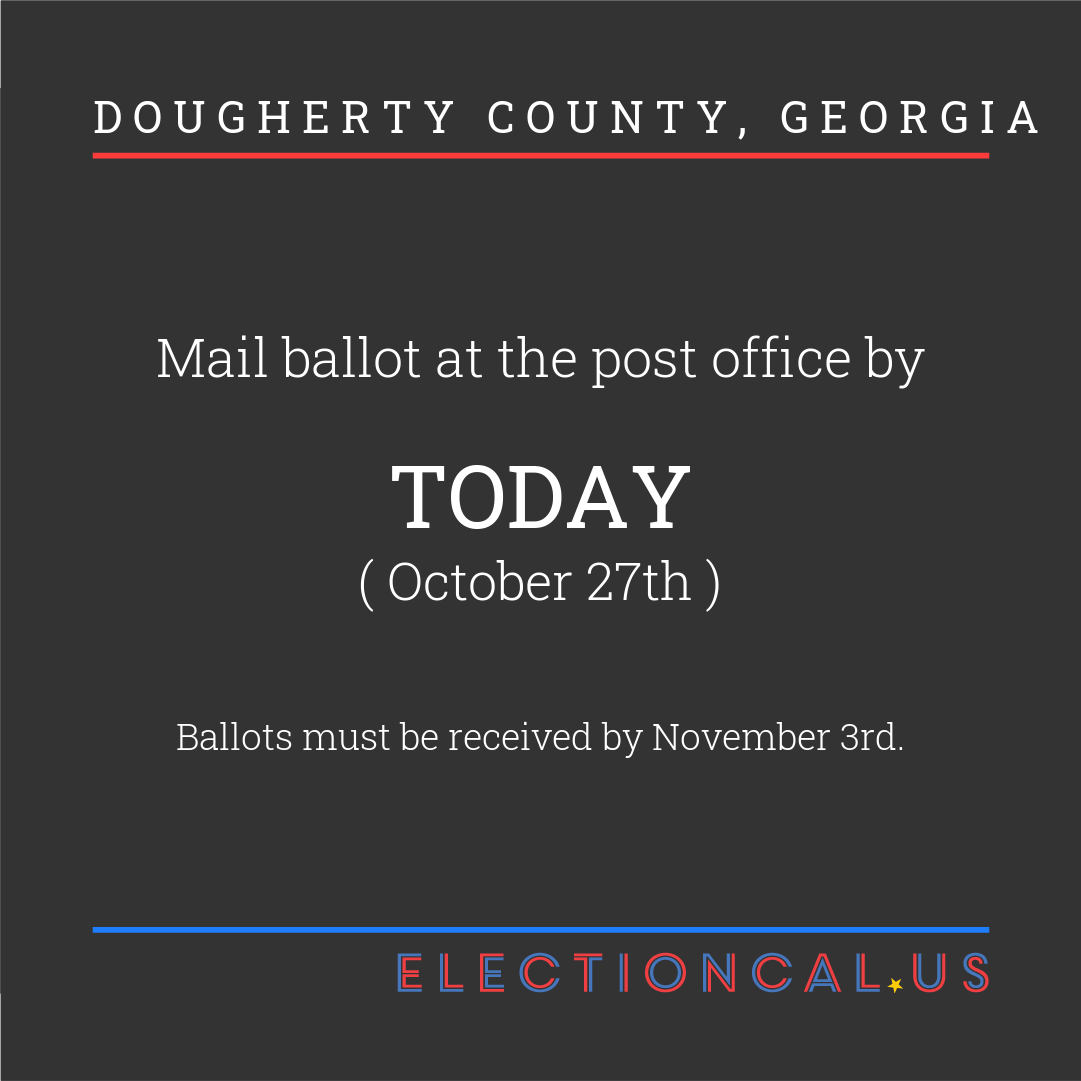 DOUGHERTY COUNTY, GEORGIA
Mail ballot at the post office by
TODAY
( October 27th )
Ballots must be received by November 3rd.
ELECTIONCAL.US